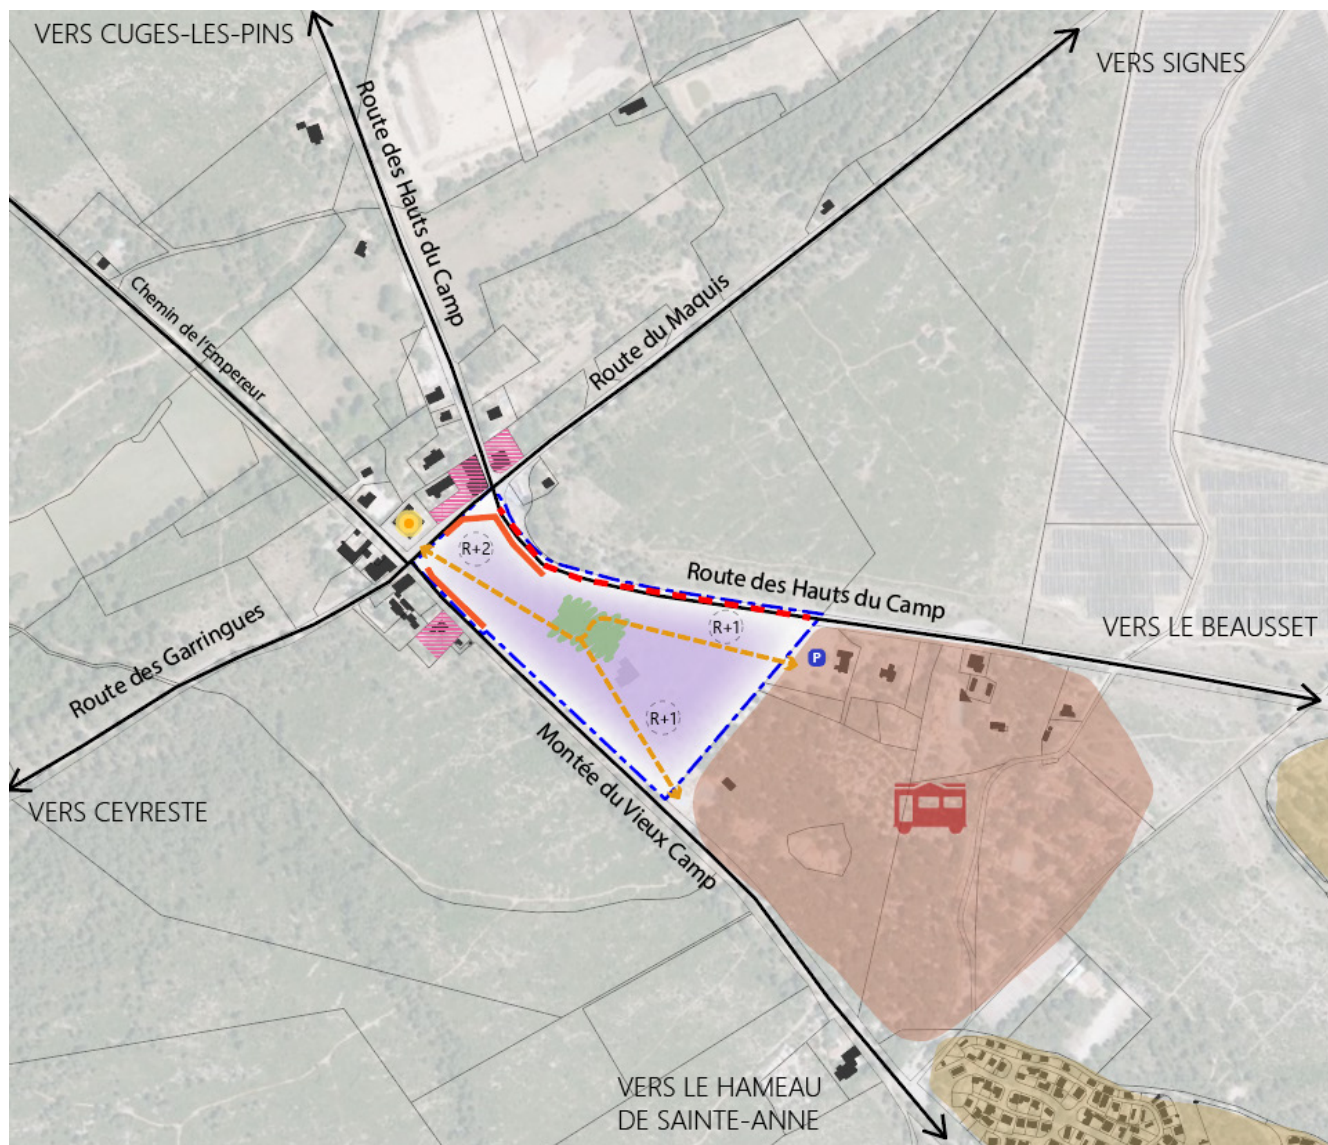 VERS CUGES-LES-PINS
VERS SIGNES
Route des Hauts du Camp
Route du Maquis
Chemin de l'Empereur
R+2
Route des Hauts du Camp
R+1
VERS LE BEAUSSET
P
Route des Garringues
R+1
Montée du Vieux Camp
VERS CEYRESTE
VERS LE HAMEAU
DE SAINTE-ANNE